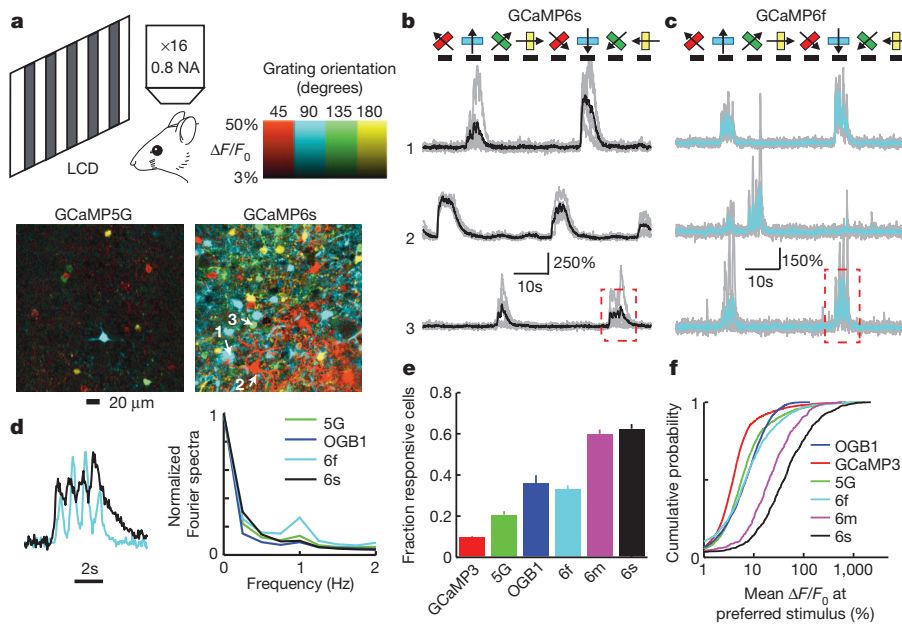 a
×16
0.8 NA
LCD
Grating orientation
(degrees)
45 90 135 180
50%
ΔF/F0
3%
GCaMP5G
GCaMP6s
1
3
2
20 μm
b
GCaMP6s
1
2
3
250%
10s
c
GCaMP6f
150%
10s
d
2s
Normalized
Fourier spectra
1
0
0 1 2
Frequency (Hz)
5G
OGB1
6f
6s
e
Fraction responsive cells
0.8
0.6
0.4
0.2
0
GCaMP3
5G
OGB1
6f
6m
6s
f
Cumulative probability
1
0
1 10 100 1,000
Mean ΔF/F0 at
preferred stimulus (%)
OGB1
GCaMP3
5G
6f
6m
6s